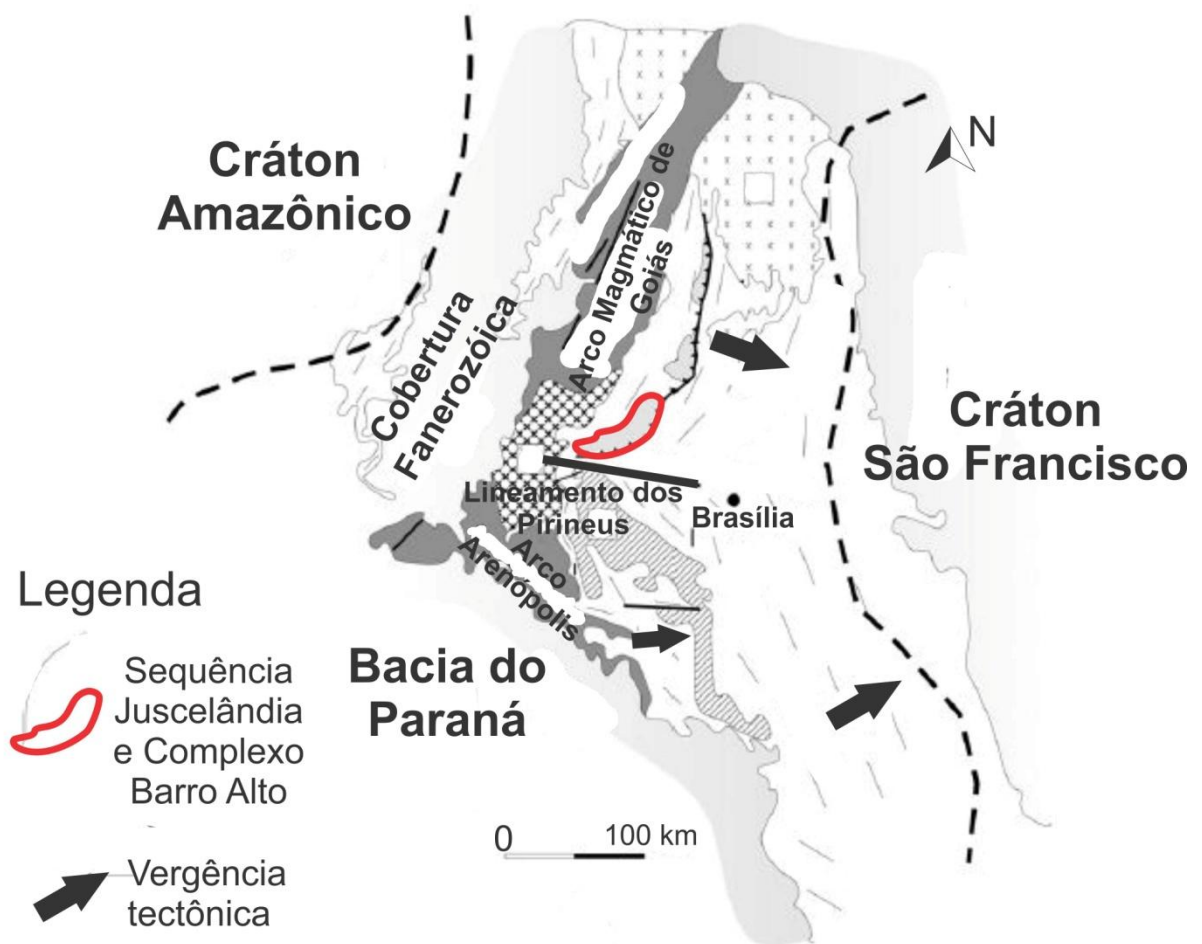 Cráton
Amazônico
N
Arco Magmático de
Goiás
Cobertura
Fanerozóica
Cráton
São Francisco
Lineamento dos
Pirineus
Brasília
Arco
Arenópolis
Bacia do
Paraná
Legenda
Sequência
Juscelândia
e Complexo
Barro Alto
0 100 km
Vergência
tectônica